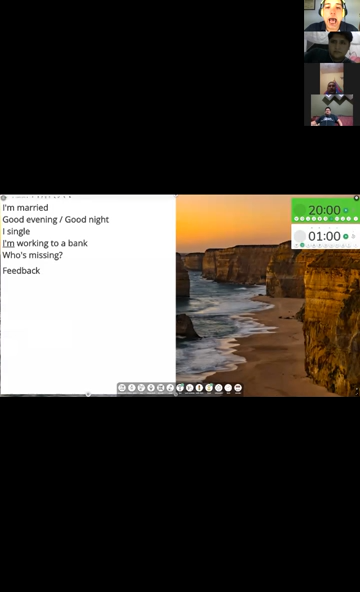 I'm married
Good evening / Good night
I single
I'm working to a bank
Who's missing?
Feedback
20:00
01:00